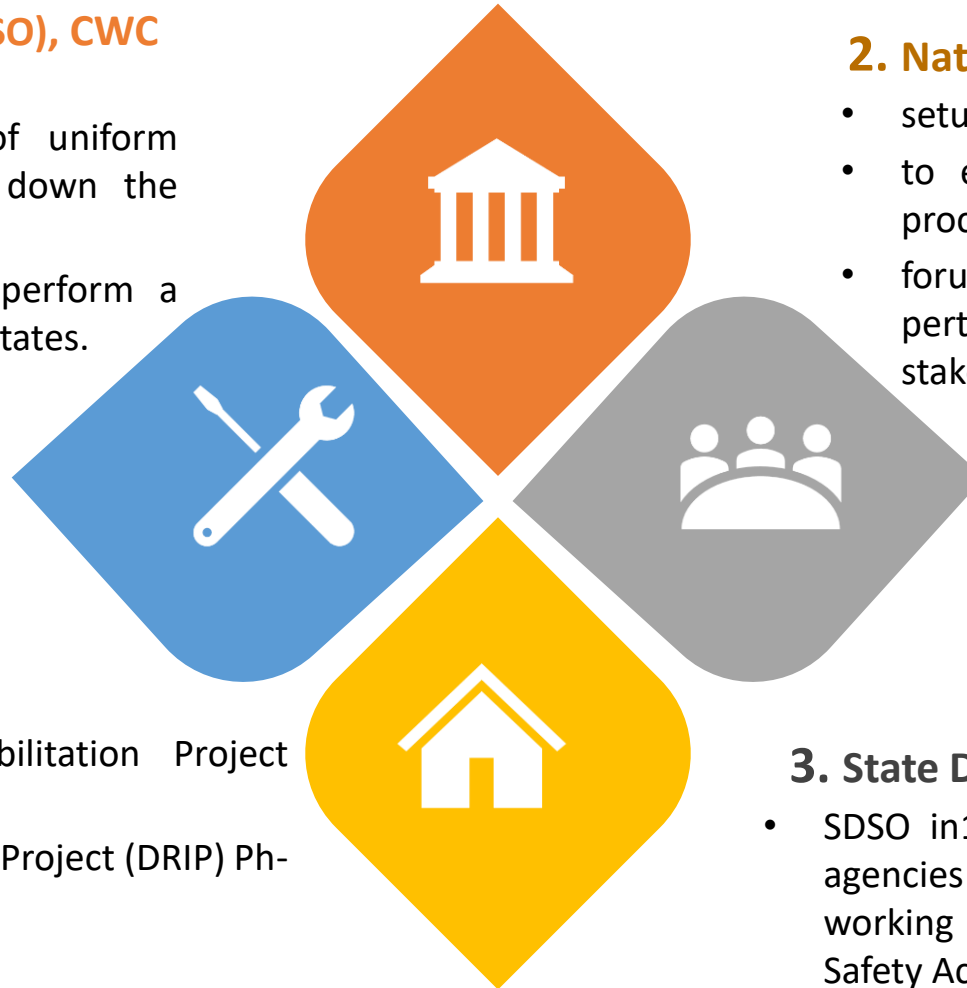 SO), CWC
of uniform
down the
perform a
tates.
2. Nat
• setu
• to e
proc
• foru
pert
stak
bilitation Project
Project (DRIP) Ph-
3. State D
• SDSO in1
agencies
working
Safety Ac